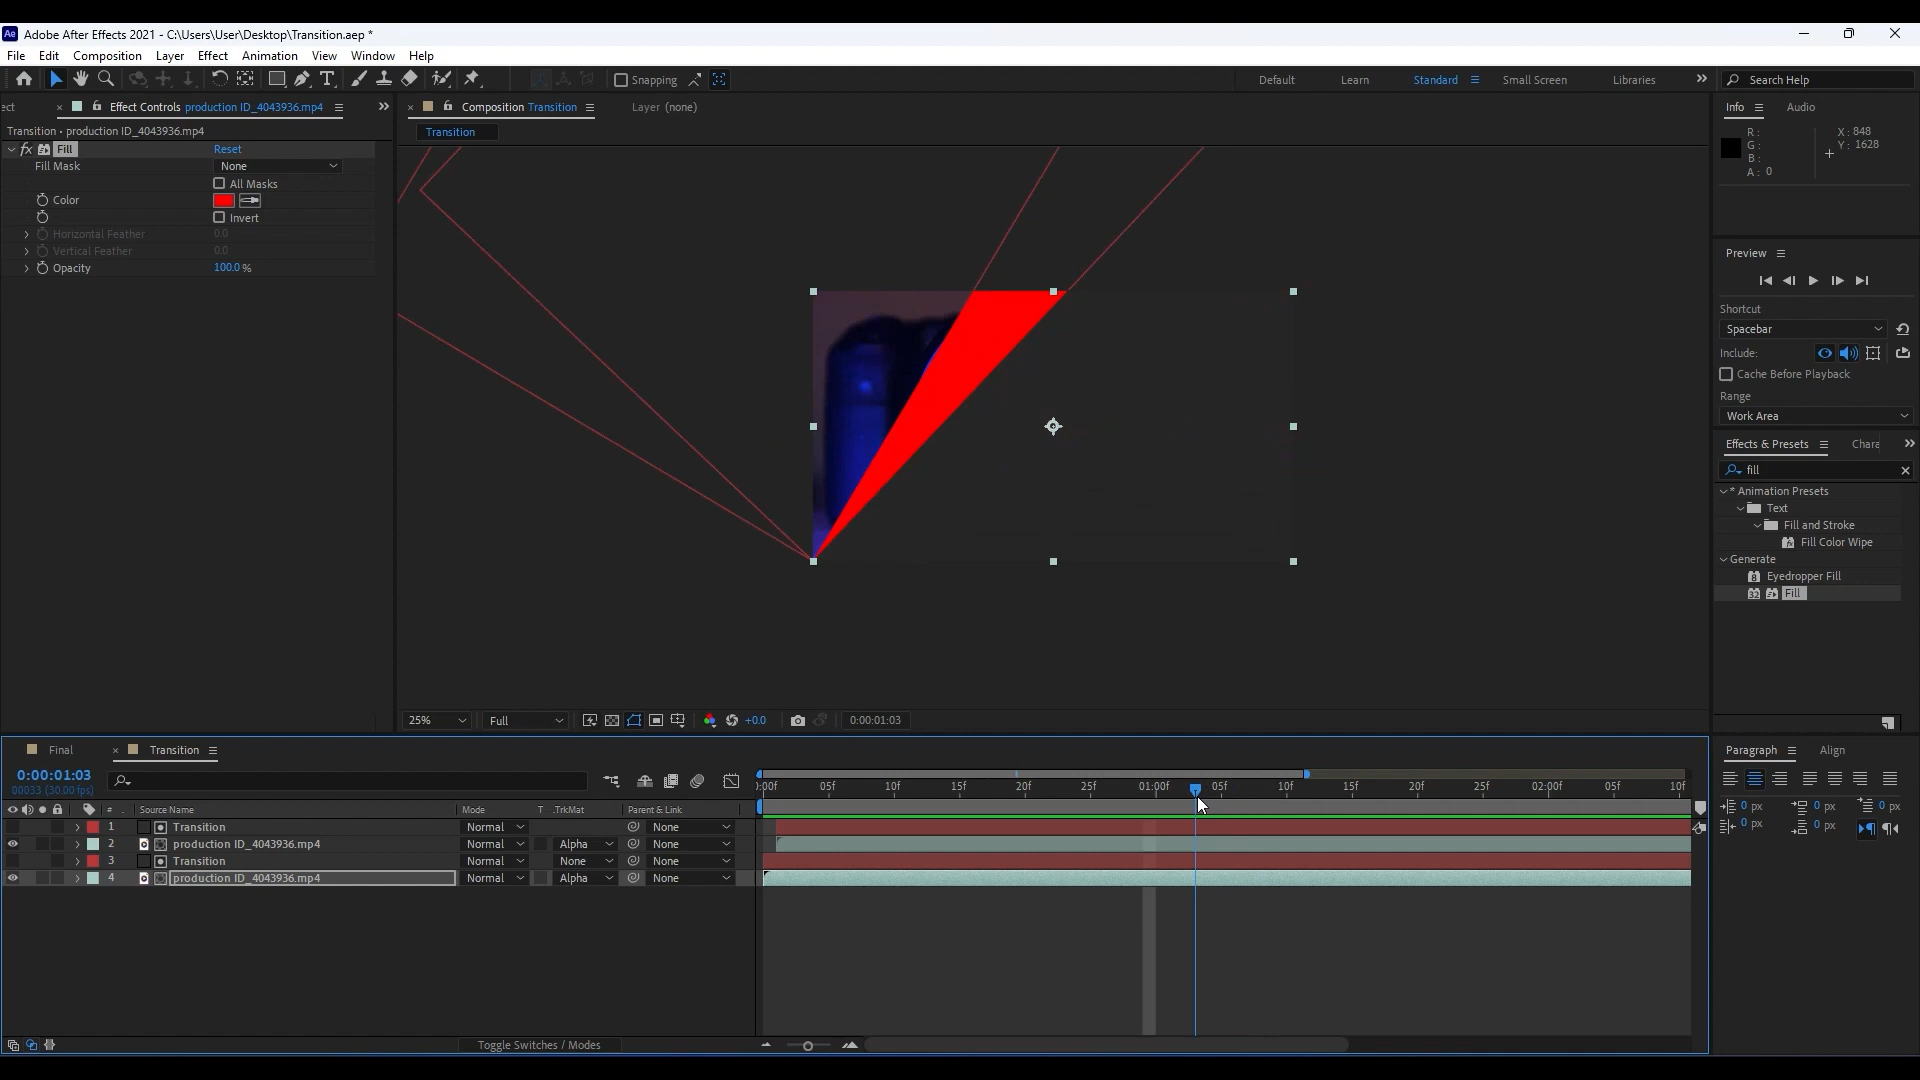 Adobe After Effects 2021 - C:\Users\User\Desktop\Transition.aep *
File Edit Composition Layer Effect Animation View Window Help
Snapping Default Learn Standard Small Screen Libraries Search Help
ect Effect Controls production ID_4043936.mp4
Transition • production ID_4043936.mp4
fx Fill Reset
Fill Mask None
All Masks
Color
Invert
Horizontal Feather 0.0
Vertical Feather 0.0
Opacity 100.0 %
Composition Transition Layer (none)
Transition
25% Full +0.0 0:00:01:03
Info Audio
R :
G :
B :
A : 0
X : 848
Y : 1628
Preview
Shortcut
Spacebar
Include:
Cache Before Playback
Range
Work Area
Effects & Presets Chara
fill
* Animation Presets
Text
Fill and Stroke
Fill Color Wipe
Generate
Eyedropper Fill
Fill
Paragraph Align
0 px 0 px 0 px
0 px 0 px
Final Transition
0:00:01:03
00033 (30.00 fps)
# Source Name Mode T .TrkMat Parent & Link
:00f 05f 10f 15f 20f 25f 01:00f 05f 10f 15f 20f 25f 02:00f 05f 10f
1 Transition Normal None
2 production ID_4043936.mp4 Normal Alpha None
3 Transition Normal None None
4 production ID_4043936.mp4 Normal Alpha None
Toggle Switches / Modes